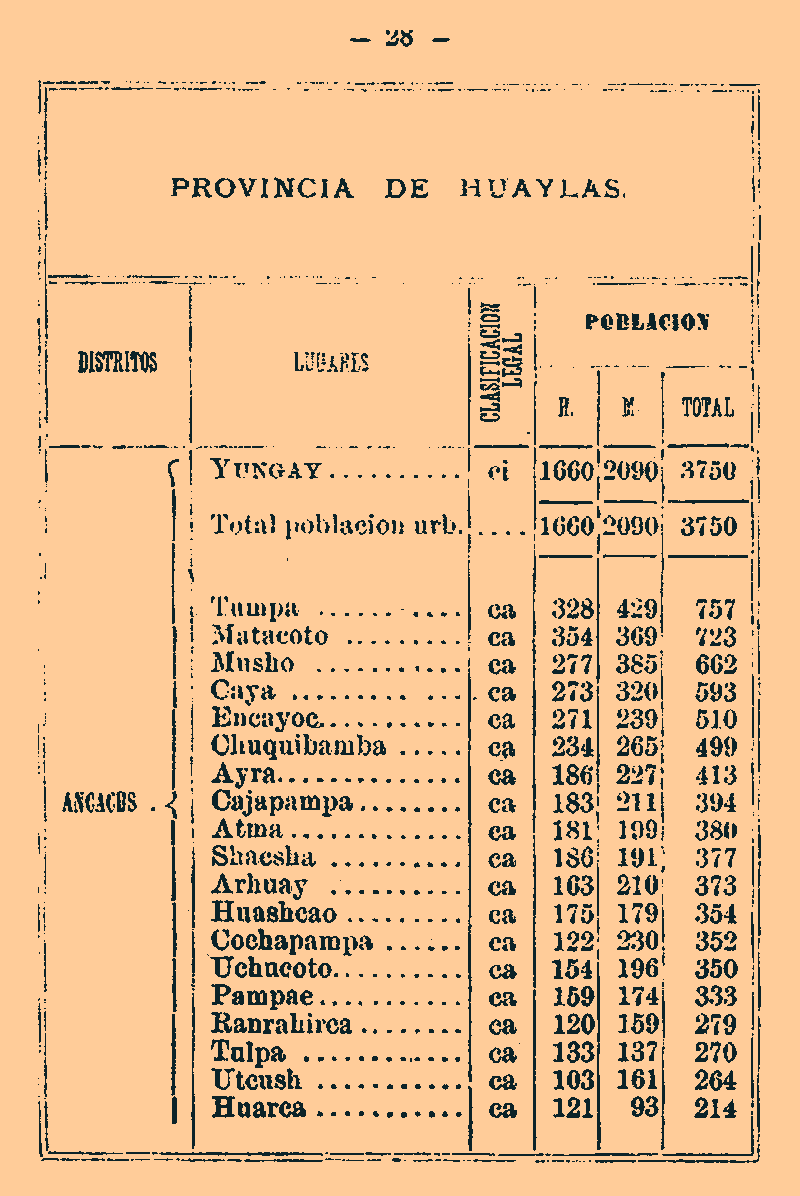 — 28 —
PROVINCIA DE HUAYLAS.
DISTRITOS LUGARES CLASIFICACION LEGAL POBLACION
H. M. TOTAL
YUNGAY.......... ci 1660 2090 3750
Total poblacion urb..... 1660 2090 3750
Tumpa .......... ca 328 429 757
Matacoto ......... ca 354 369 723
Musho ........... ca 277 385 662
Caya ............ ca 273 320 593
Encayoc........... ca 271 239 510
Chuquibamba ..... ca 234 265 499
Ayra.............. ca 186 227 413
ANCACHS . Cajapampa........ ca 183 211 394
Atma ............. ca 181 199 380
Shacsha .......... ca 186 191 377
Arhuay .......... ca 163 210 373
Huashcao ......... ca 175 179 354
Cochapampa ...... ca 122 230 352
Uchucoto.......... ca 154 196 350
Pampac........... ca 159 174 333
Ranrahirca ........ ca 120 159 279
Tulpa ............ ca 133 137 270
Utcush ........... ca 103 161 264
Huarca ........... ca 121 93 214